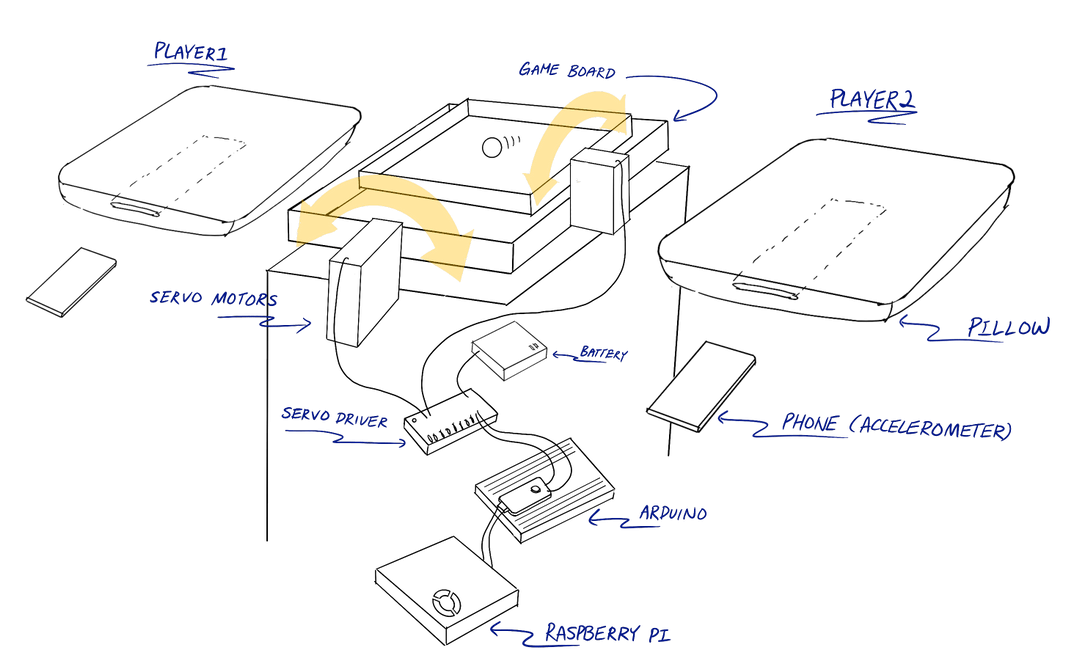 PLAYER1
GAME BOARD
PLAYER2
SERVO MOTORS
PILLOW
BATTERY
SERVO DRIVER
PHONE (ACCELEROMETER)
ARDUINO
RASPBERRY PI